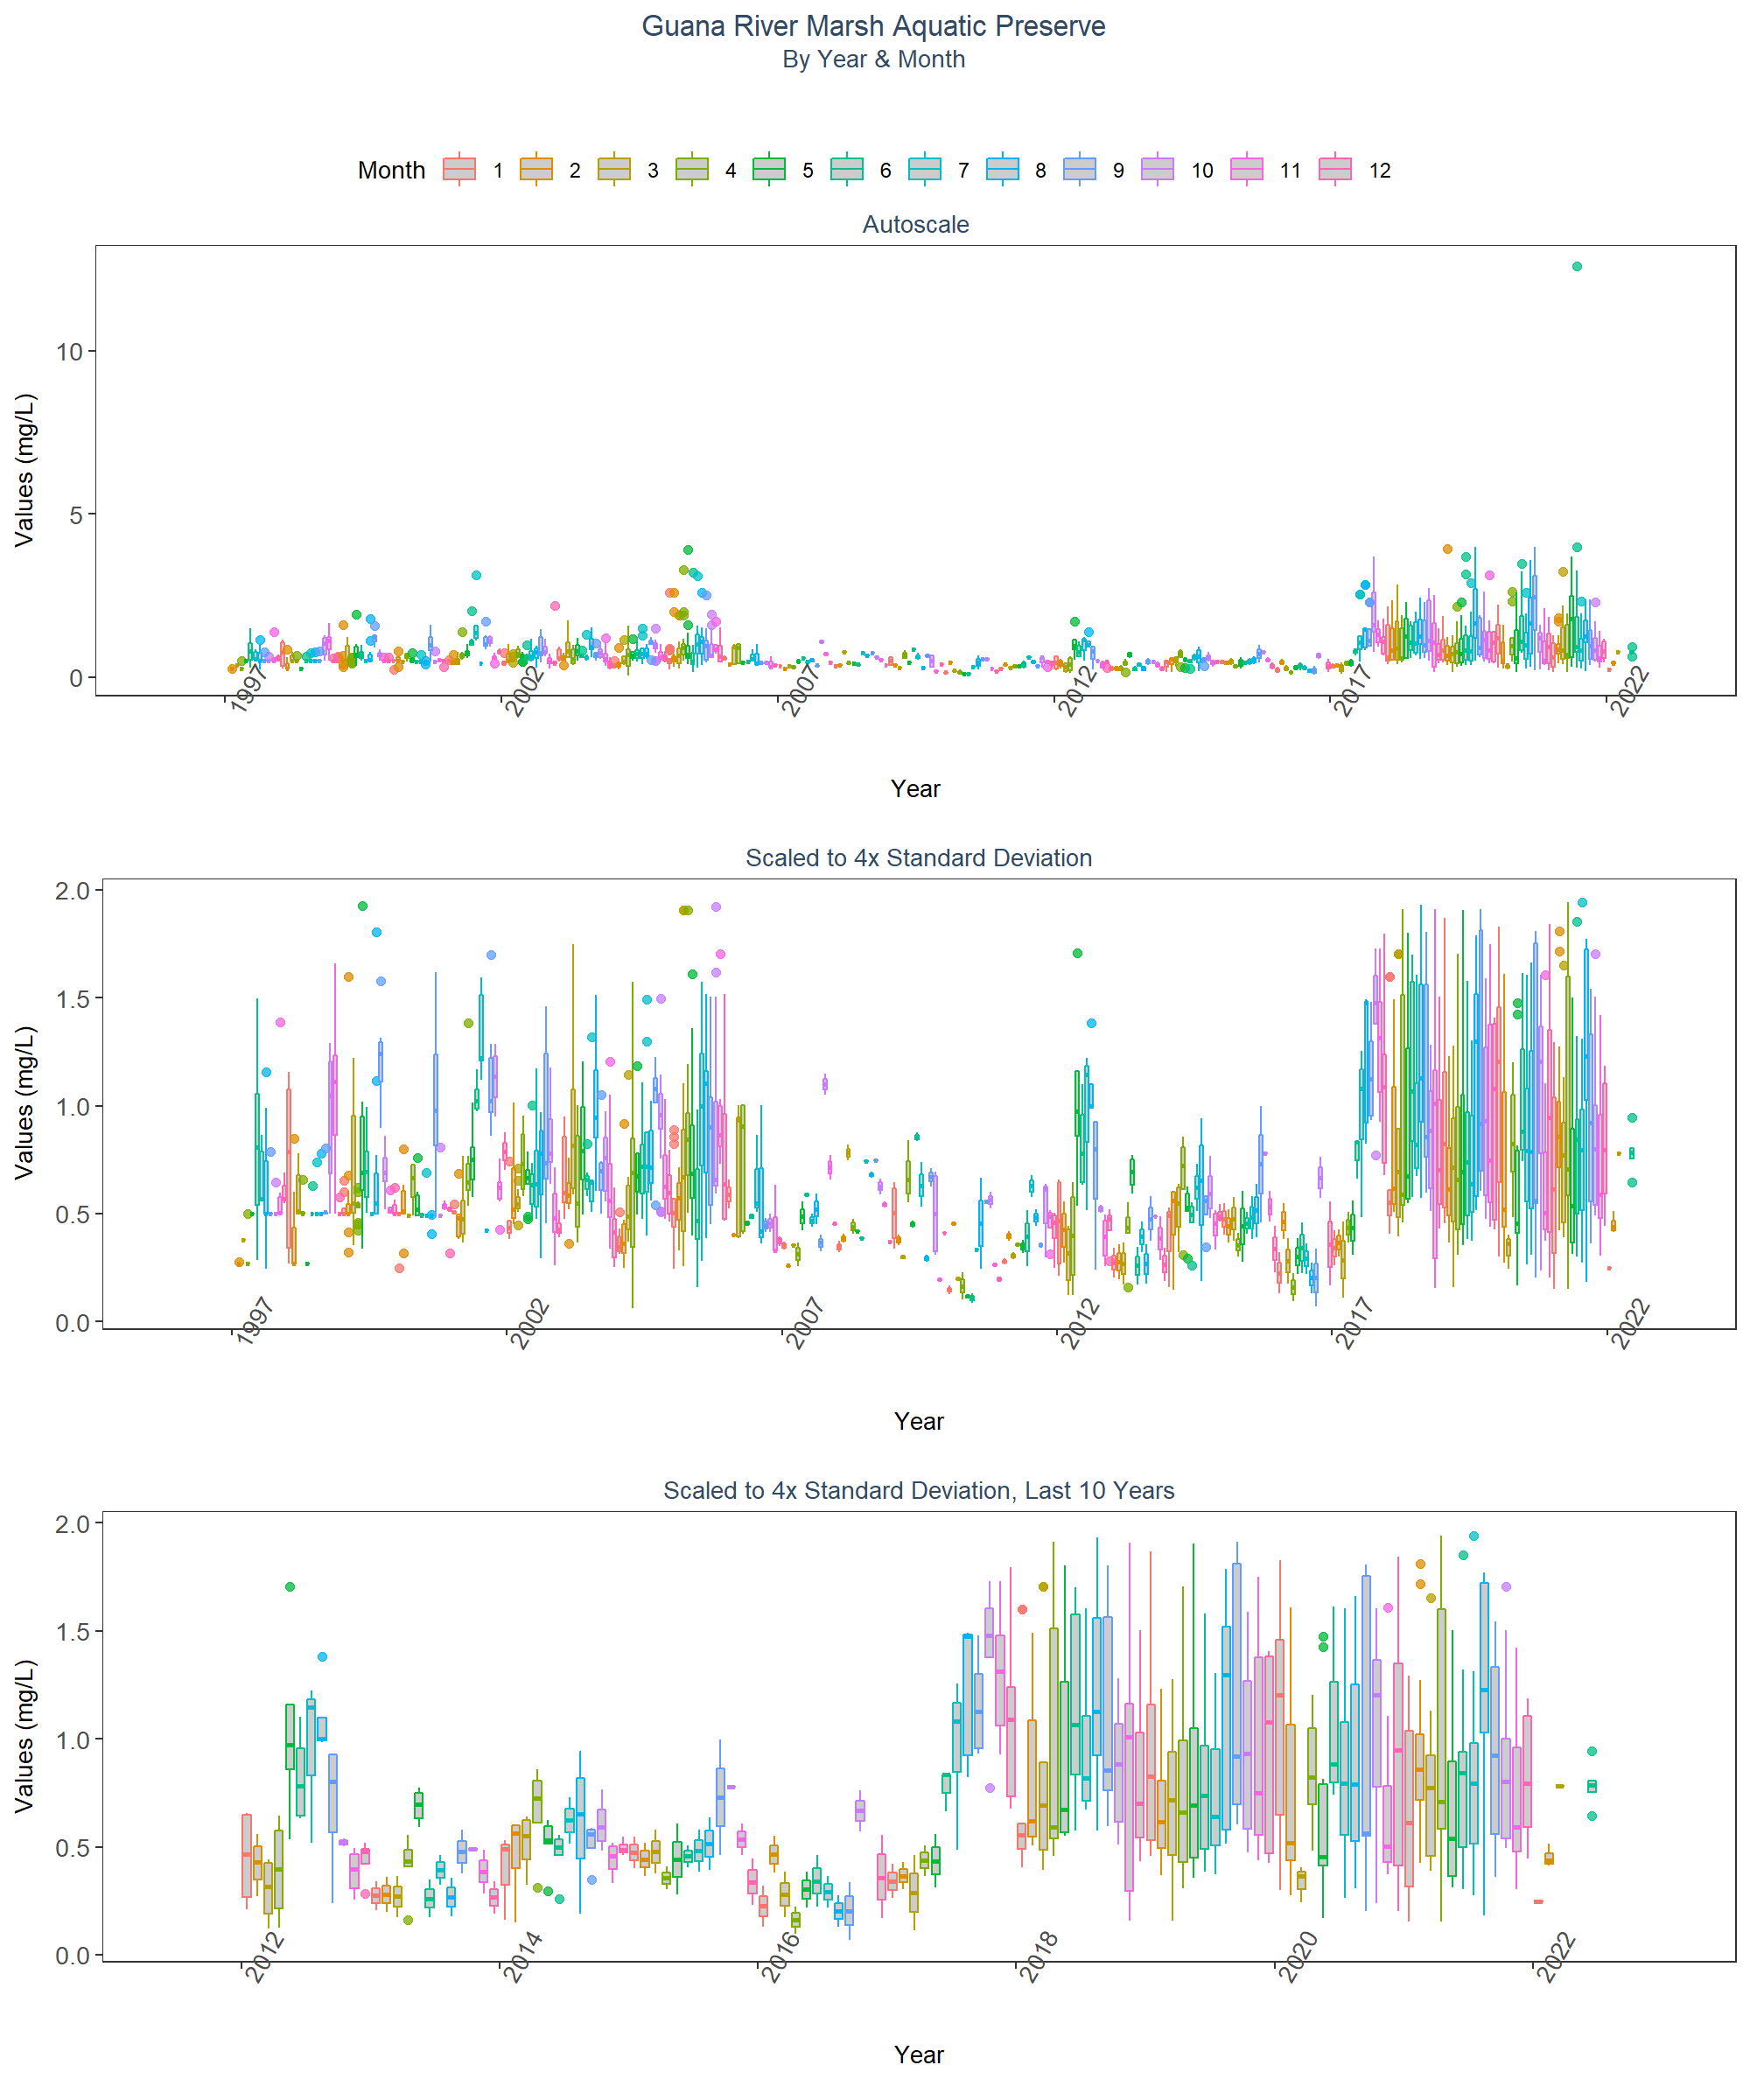 Guana River Marsh Aquatic Preserve
By Year & Month
Month 1 2 3 4 5 6 7 8 9 10 11 12
Autoscale
Values (mg/L)
10
5
0
1997 2002 2007 2012 2017 2022
Year
Scaled to 4x Standard Deviation
Values (mg/L)
2.0
1.5
1.0
0.5
0.0
1997 2002 2007 2012 2017 2022
Year
Scaled to 4x Standard Deviation, Last 10 Years
Values (mg/L)
2.0
1.5
1.0
0.5
0.0
2012 2014 2016 2018 2020 2022
Year